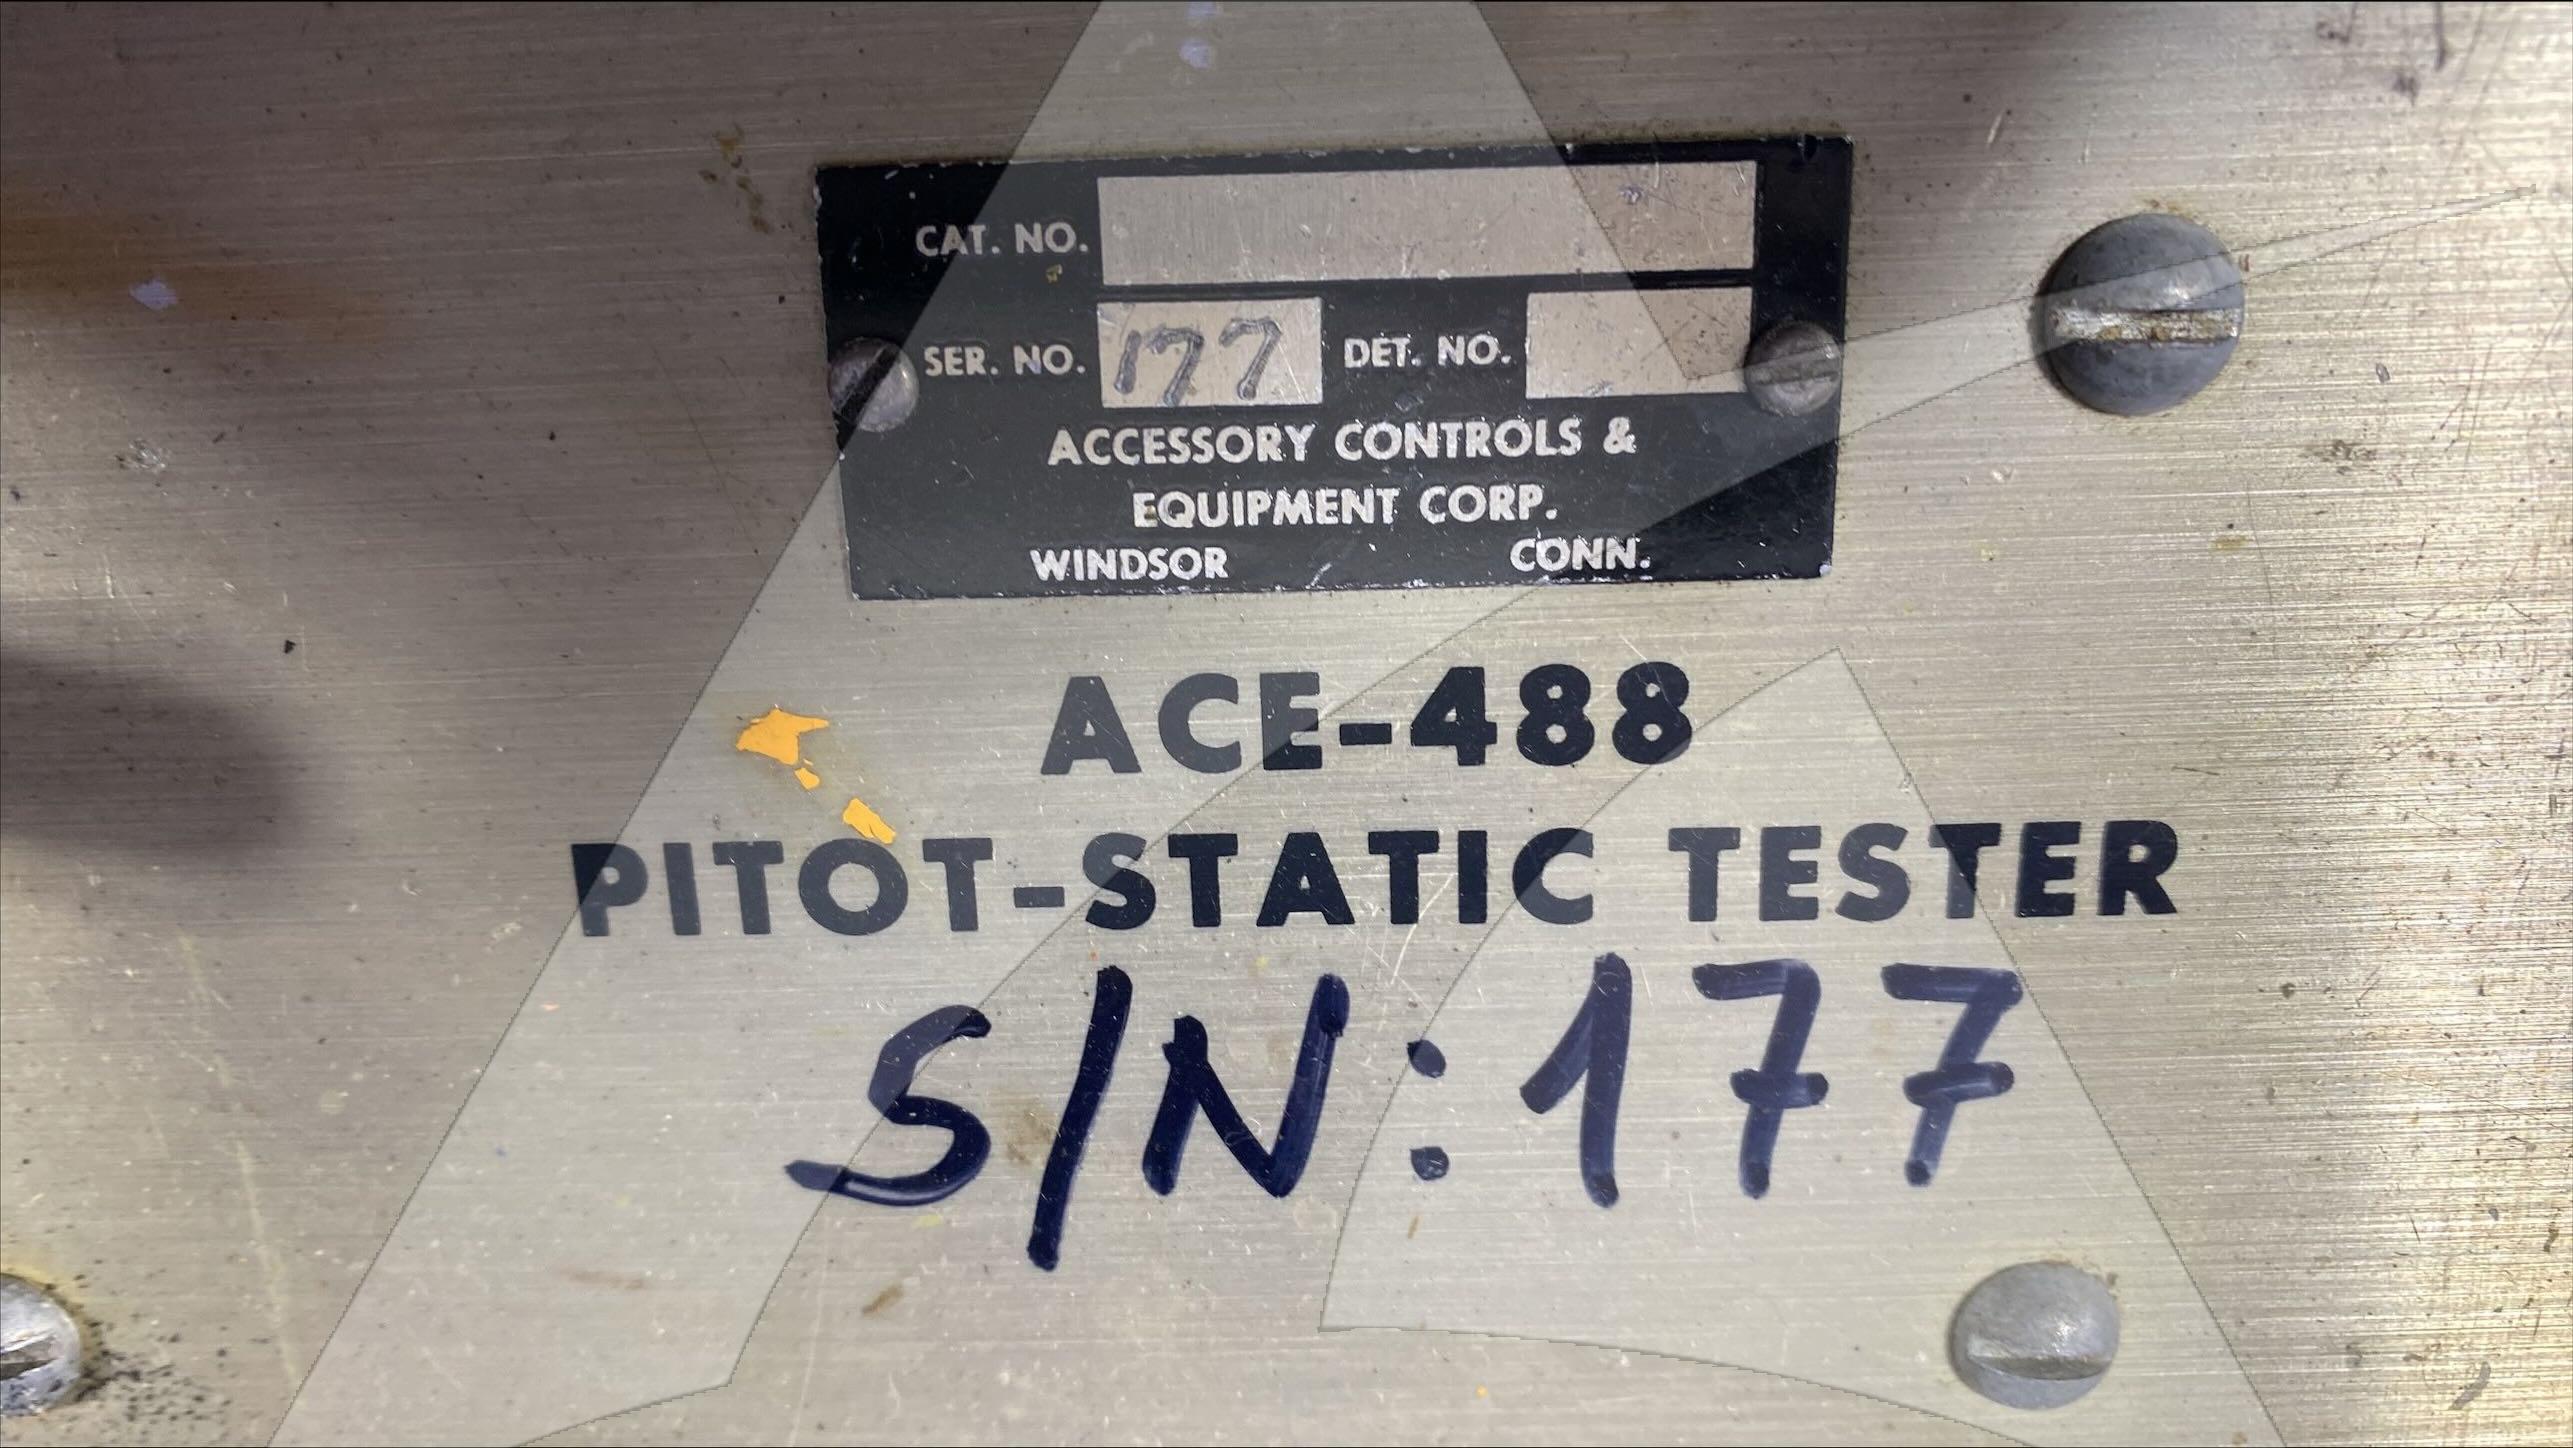 CAT. NO.
SER. NO. 177 DET. NO.
ACCESSORY CONTROLS &
EQUIPMENT CORP.
WINDSOR CONN.
ACE-488
PITOT-STATIC TESTER
S/N: 177